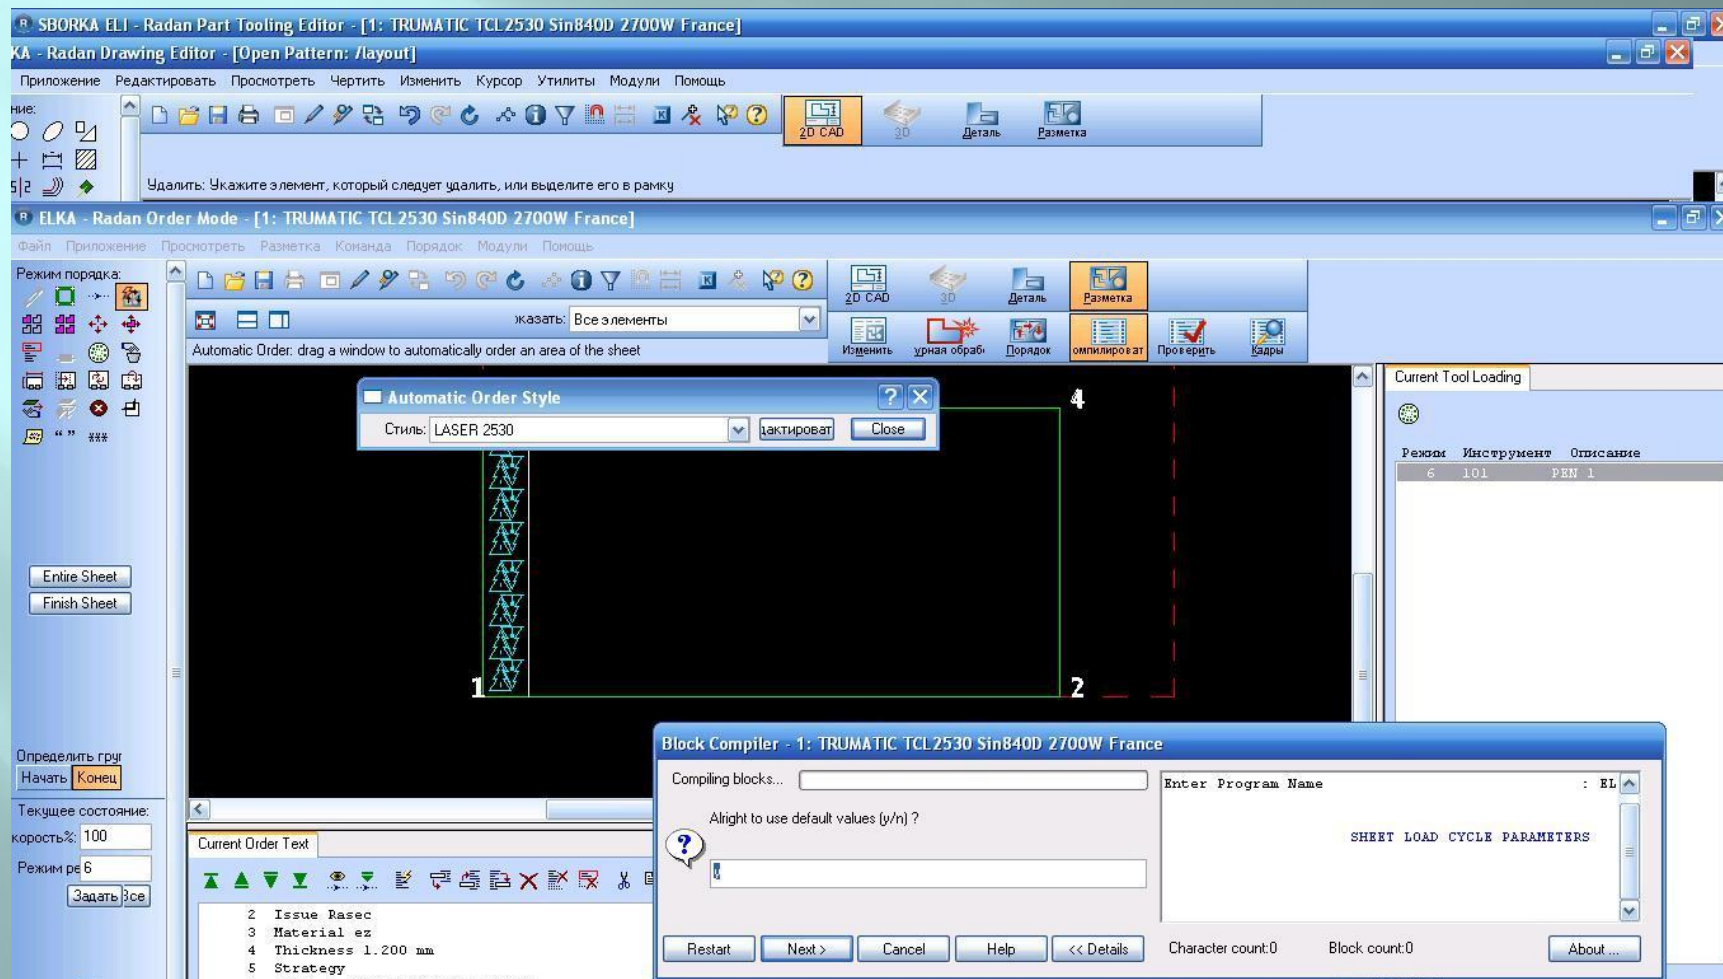 SBORKA ELI - Radan Part Tooling Editor - [1: TRUMATIC TCL2530 Sin840D 2700W France]
KA - Radan Drawing Editor - [Open Pattern: /layout]
Приложение Редактировать Просмотреть Чертить Изменить Курсор Утилиты Модули Помощь
ние:
2D CAD 3D Деталь Разметка
Удалить: Укажите элемент, который следует удалить, или выделите его в рамку
ELKA - Radan Order Mode - [1: TRUMATIC TCL2530 Sin840D 2700W France]
Файл Приложение Просмотреть Разметка Команда Порядок Модули Помощь
Режим порядка:
2D CAD 3D Деталь Разметка
жазать: Все элементы
Изменить урная обрабо Порядок омпилироват Проверить Кадры
Automatic Order: drag a window to automatically order an area of the sheet
Current Tool Loading
Automatic Order Style
4
Стиль: LASER 2530 дактироват Close
Режим Инструмент Описание
6 101 PEN 1
Entire Sheet
Finish Sheet
1
2
Block Compiler - 1: TRUMATIC TCL2530 Sin840D 2700W France
Определить груг
Начать Конец
Compiling blocks...
Enter Program Name : EL
Alright to use default values (y/n) ?
SHEET LOAD CYCLE PARAMETERS
Текущее состояние:
корость%: 100
Current Order Text
Режим ре 6
Задать Все
2 Issue Rasec
3 Material ez
4 Thickness 1.200 mm
5 Strategy
Restart Next > Cancel Help << Details Character count:0 Block count:0 About ...